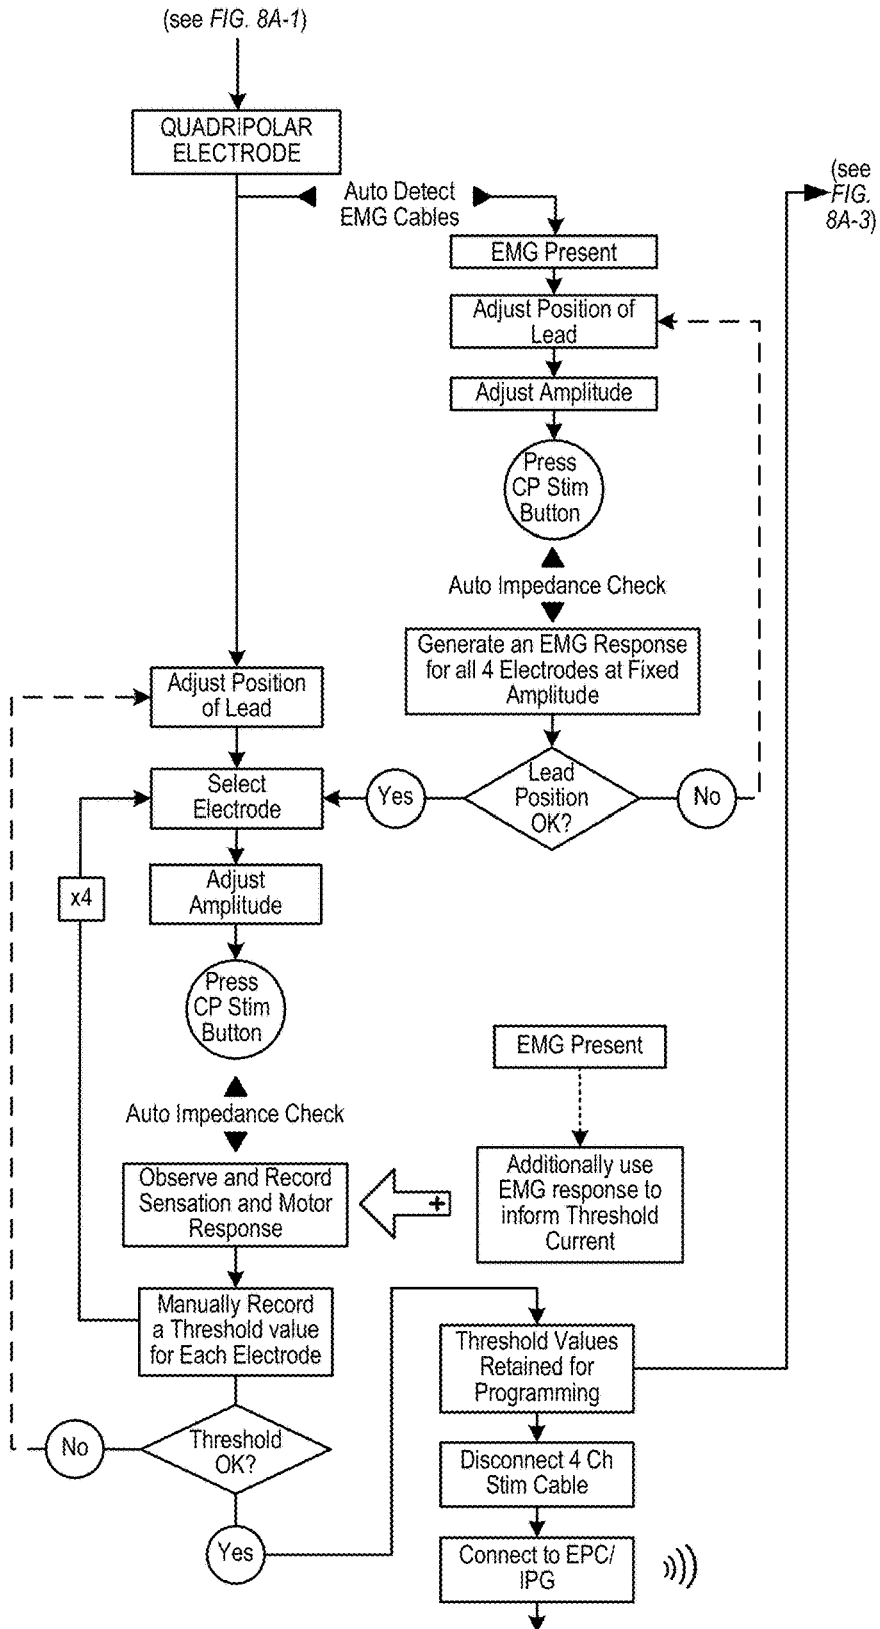 (see FIG. 8A-1)
QUADRIPOLAR
ELECTRODE
Auto Detect
EMG Cables
(see
FIG.
8A-3)
EMG Present
Adjust Position of
Lead
Adjust Amplitude
Press
CP Stim
Button
Auto Impedance Check
Generate an EMG Response
for all 4 Electrodes at Fixed
Amplitude
Adjust Position
of Lead
Lead
Position
OK?
Yes
No
Select
Electrode
x4
Adjust
Amplitude
Press
CP Stim
Button
Auto Impedance Check
EMG Present
Additionally use
EMG response to
inform Threshold
Current
+
Observe and Record
Sensation and Motor
Response
Manually Record
a Threshold value
for Each Electrode
Threshold
OK?
No
Yes
Threshold Values
Retained for
Programming
Disconnect 4 Ch
Stim Cable
Connect to EPC/
IPG